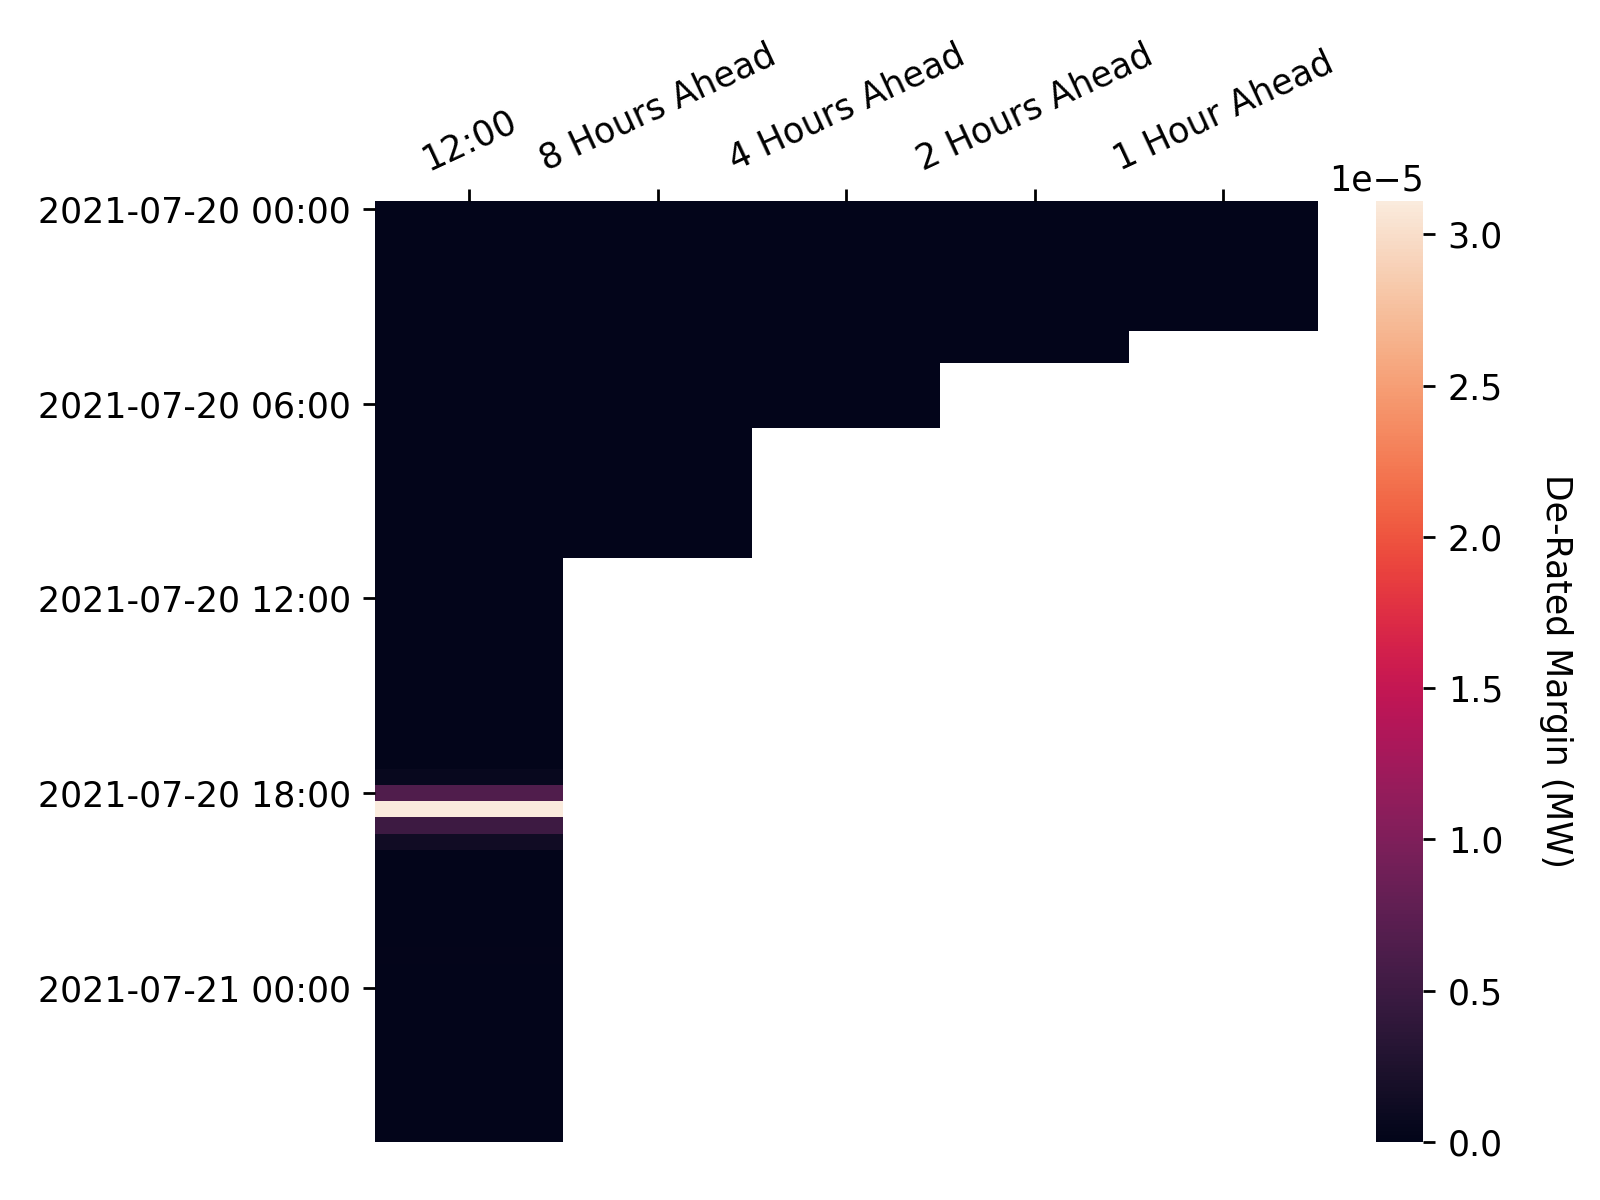 12:00
8 Hours Ahead
4 Hours Ahead
2 Hours Ahead
1 Hour Ahead
1e−5
2021-07-20 00:00
2021-07-20 06:00
2021-07-20 12:00
2021-07-20 18:00
2021-07-21 00:00
3.0
2.5
2.0
1.5
1.0
0.5
0.0
De-Rated Margin (MW)